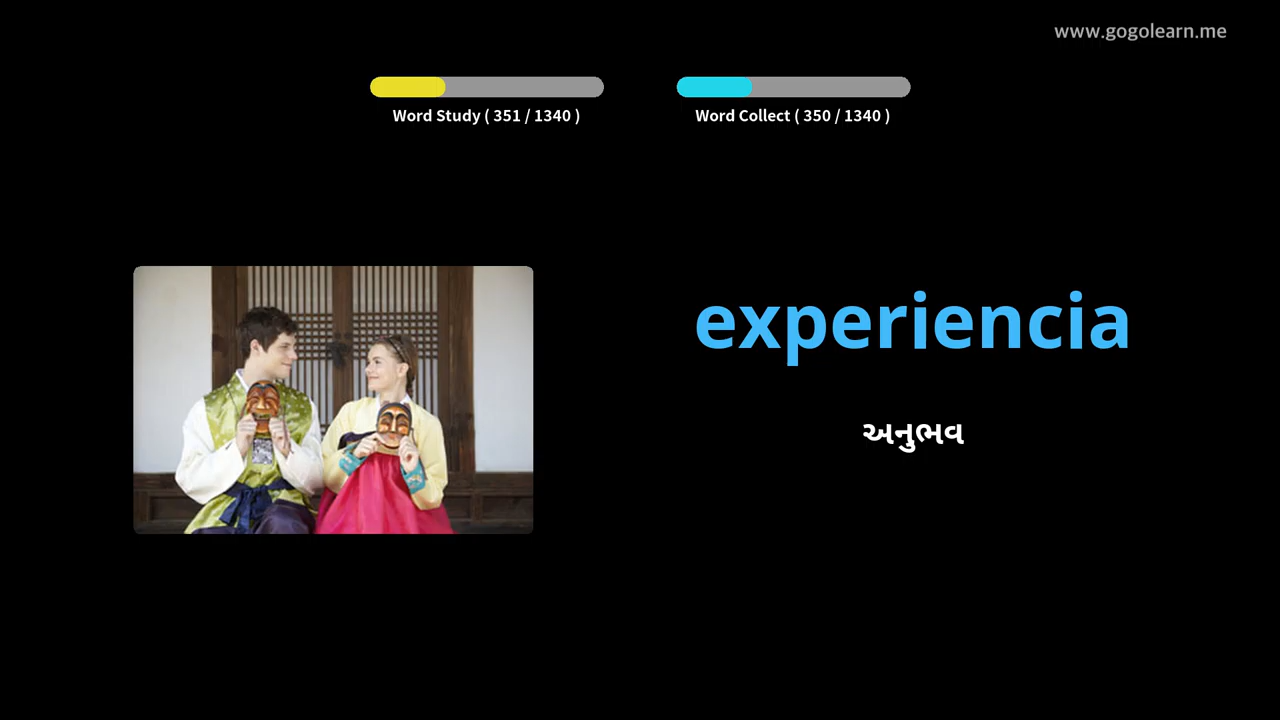 www.gogolearn.me
Word Study ( 351 / 1340 )
Word Collect ( 350 / 1340 )
experiencia
અનુભવ